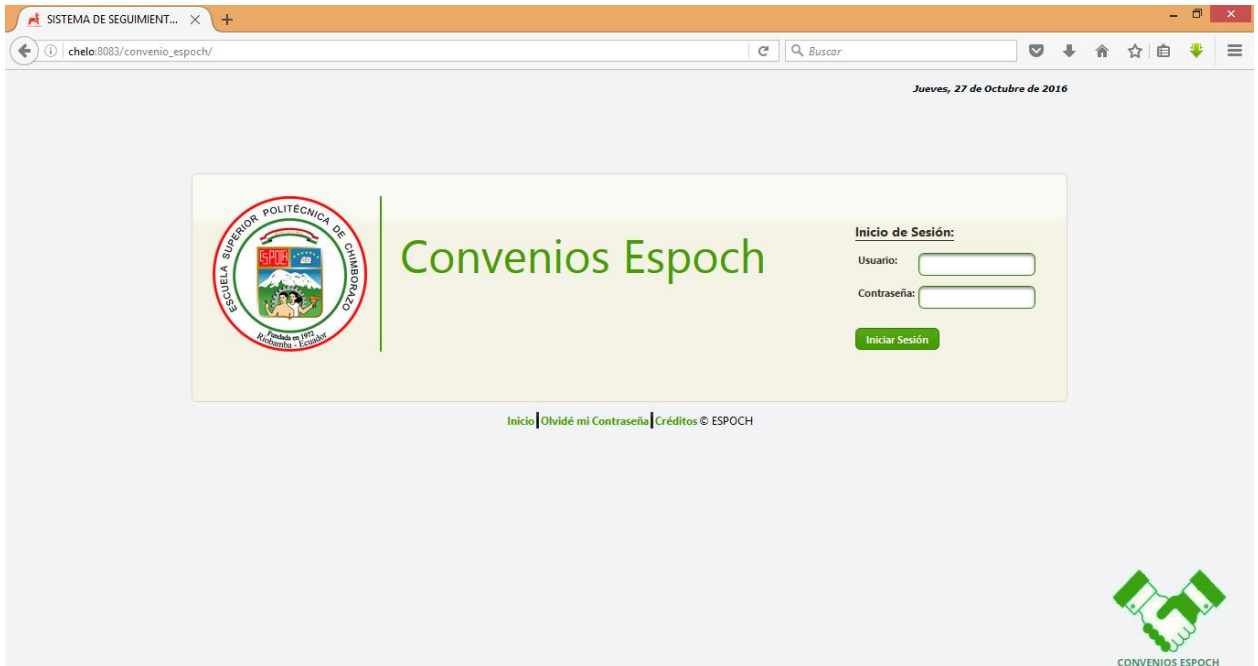 SISTEMA DE SEGUIMIENT...
chelo:8083/convenio_espoch/
Buscar
Jueves, 27 de Octubre de 2016
ESCUELA SUPERIOR POLITÉCNICA DE CHIMBORAZO
ESPOCH
Fundada en 1972
Riobamba - Ecuador
Convenios Espoch
Inicio de Sesión:
Usuario:
Contraseña:
Iniciar Sesión
Inicio Olvidé mi Contraseña Créditos © ESPOCH
CONVENIOS ESPOCH